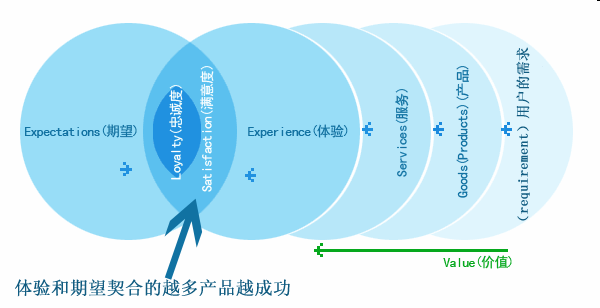 Expectations(期望)
Loyalty(忠诚度)
Satisfaction(满意度)
Experience(体验)
Services(服务)
Goods(Products)(产品)
(requirement) 用户的需求
Value(价值)
体验和期望契合的越多产品越成功